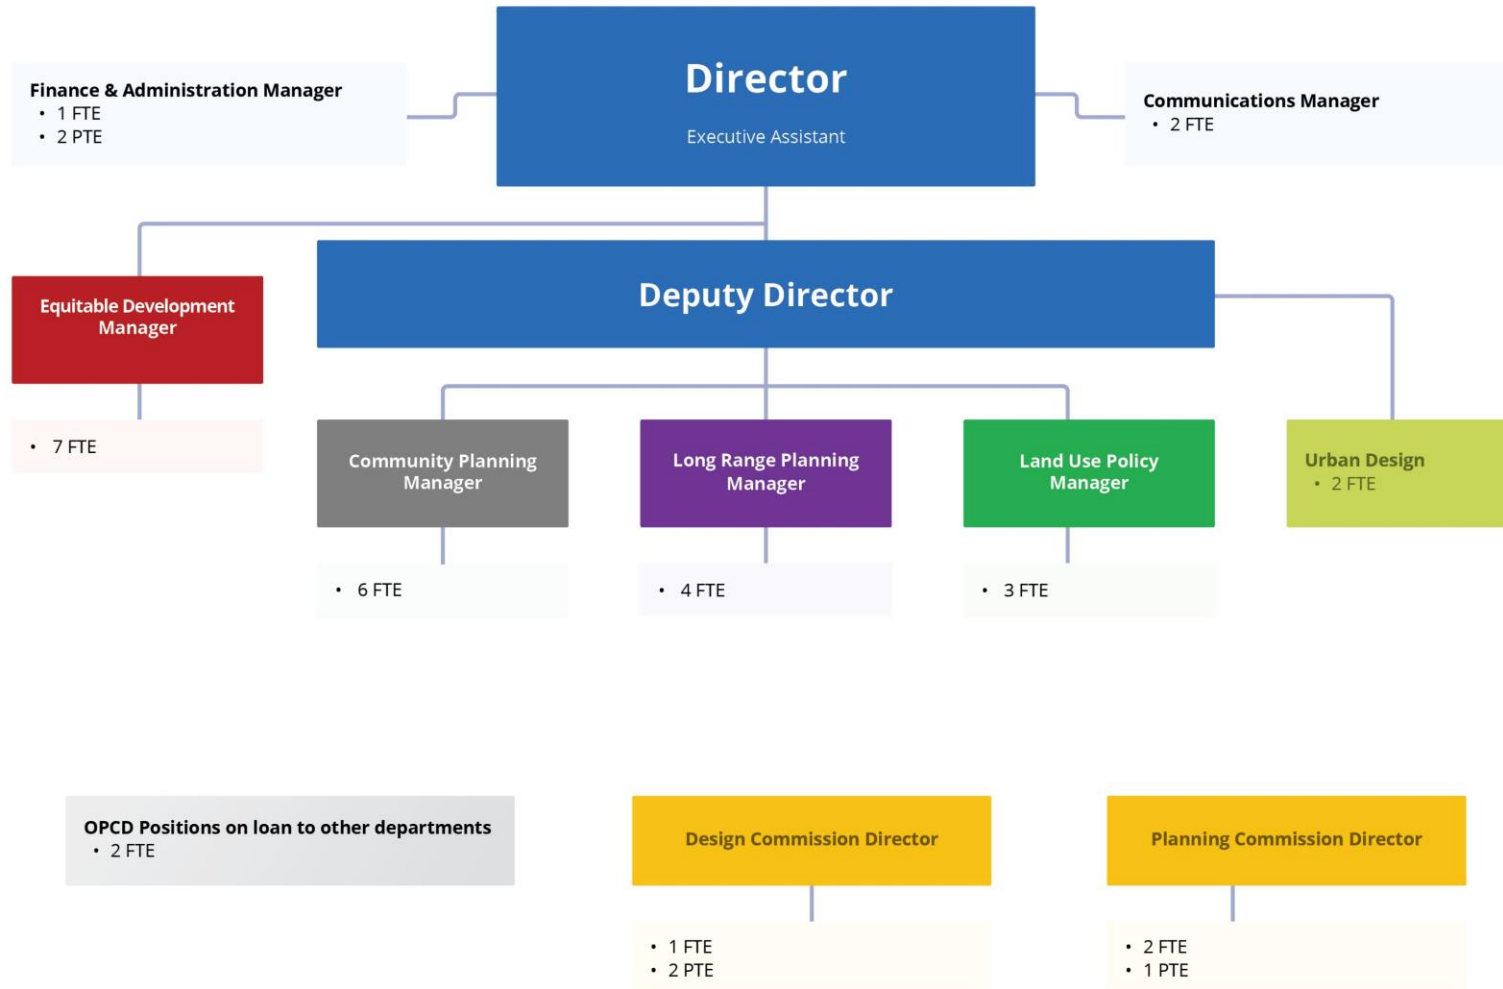 Director
Executive Assistant
Finance & Administration Manager
• 1 FTE
• 2 PTE
Communications Manager
• 2 FTE
Equitable Development
Manager
• 7 FTE
Deputy Director
Community Planning
Manager
• 6 FTE
Long Range Planning
Manager
• 4 FTE
Land Use Policy
Manager
• 3 FTE
Urban Design
• 2 FTE
OPCD Positions on loan to other departments
• 2 FTE
Design Commission Director
• 1 FTE
• 2 PTE
Planning Commission Director
• 2 FTE
• 1 PTE